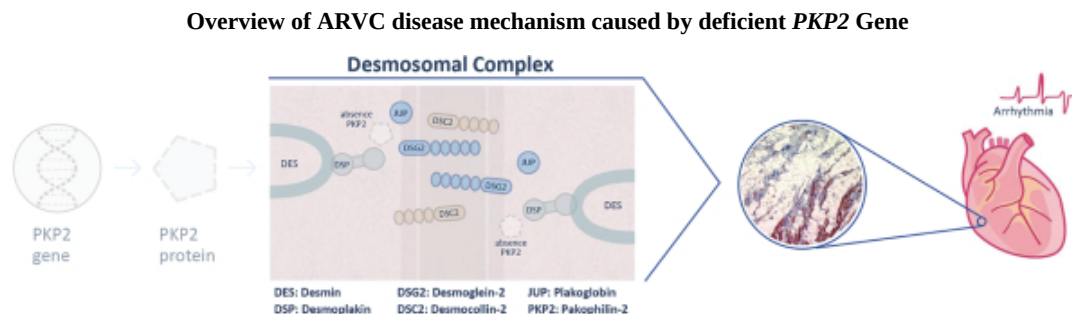 Overview of ARVC disease mechanism caused by deficient PKP2 Gene
Desmosomal Complex
Arrhythmia
absence
PKP2
JUP
DSC2
DES
DSP
DSG2
JUP
DSG2
DSC2
DSP
DES
absence
PKP2
PKP2
gene
PKP2
protein
DES: Desmin
DSG2: Desmoglein-2
JUP: Plakoglobin
DSP: Desmoplakin
DSC2: Desmocollin-2
PKP2: Pakophilin-2